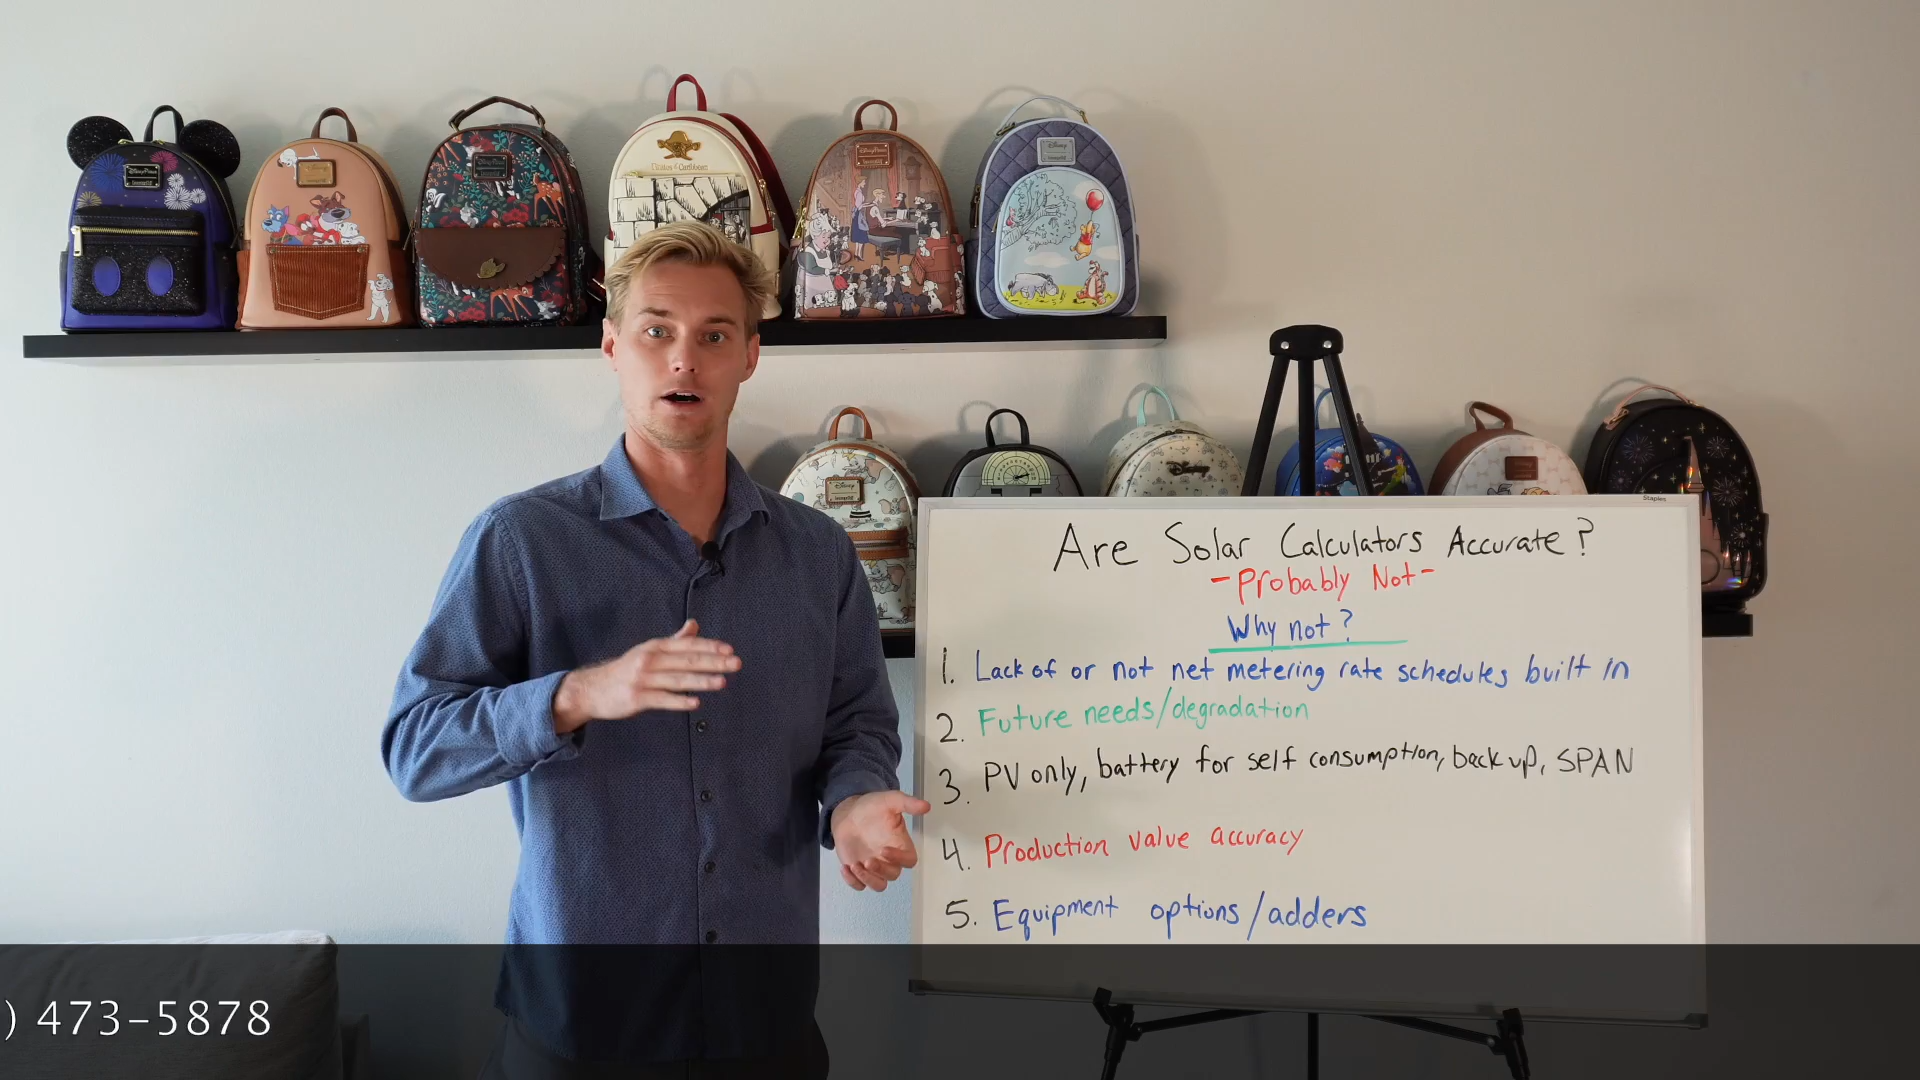 Disney
Staples
Are Solar Calculators Accurate?
-Probably Not-
Why not?
1. Lack of or not net metering rate schedules built in
2. Future needs/degradation
3. PV only, battery for self consumption, back up, SPAN
4. Production value accuracy
5. Equipment options/adders
) 473-5878